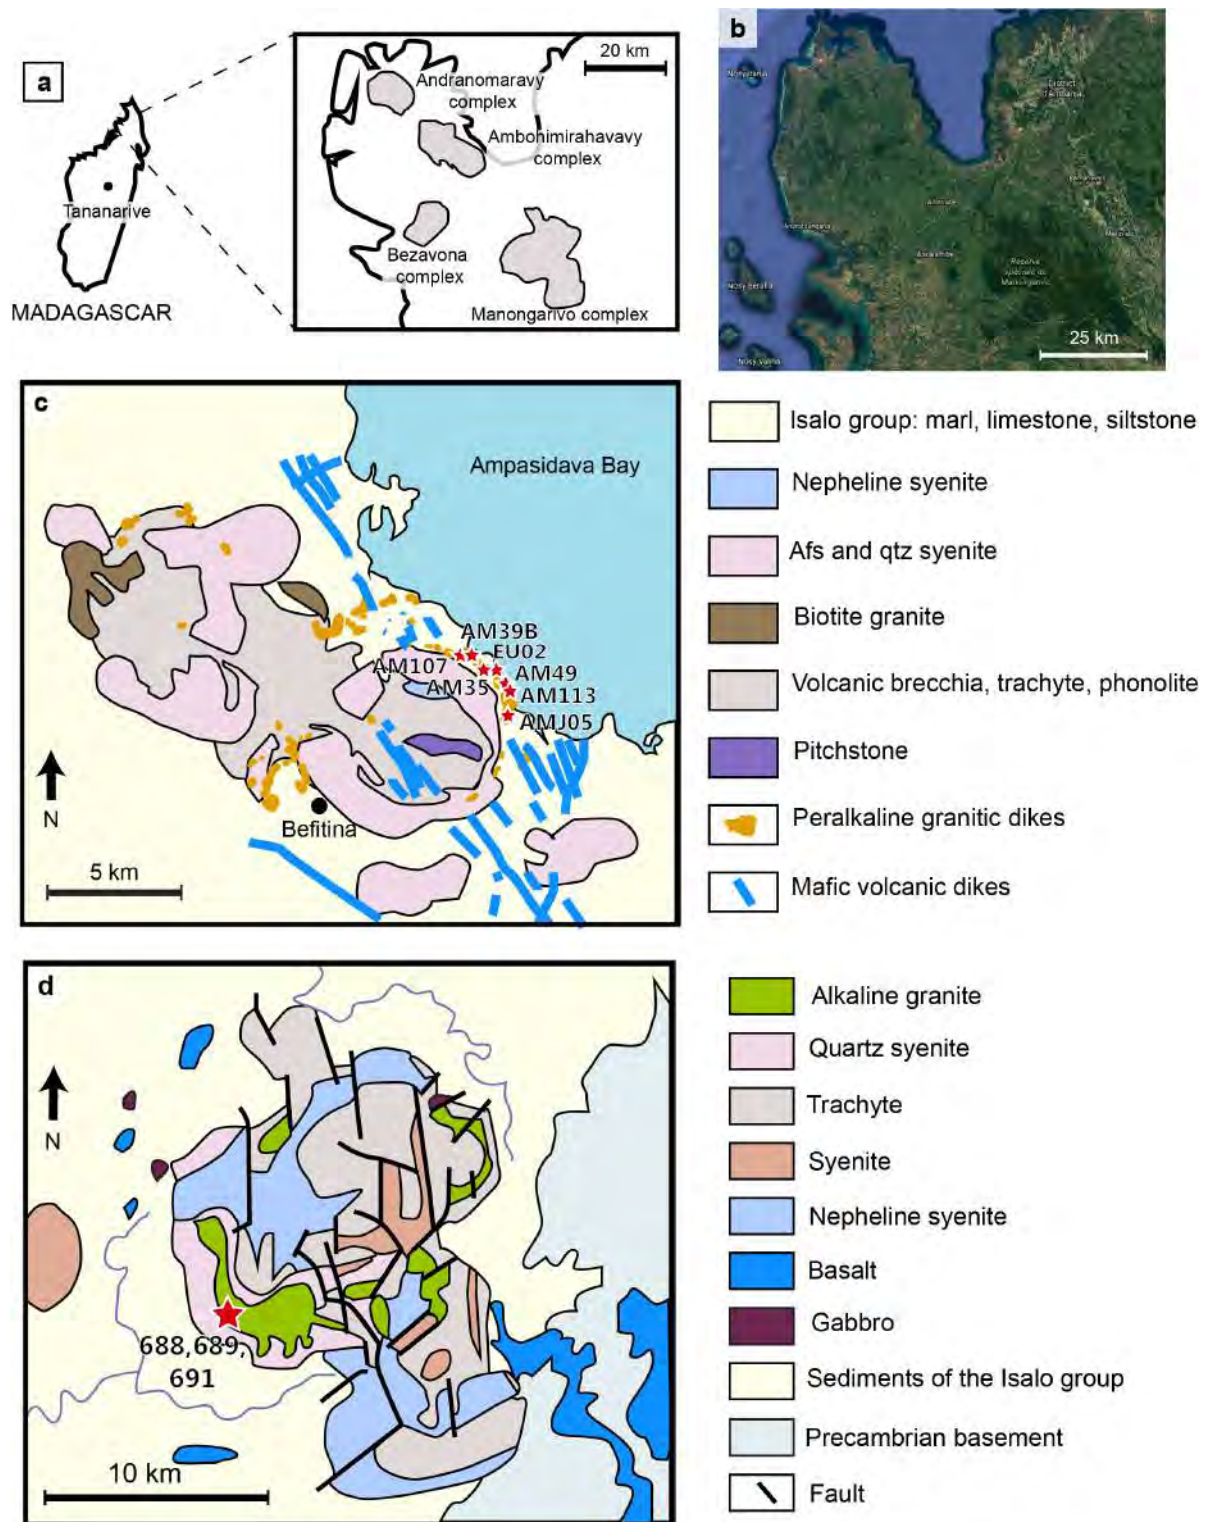 a
20 km
Andranomaravy
complex
Ambohimirahavavy
complex
Tananarive
Bezavona
complex
MADAGASCAR
Manongarivo complex
b
25 km
c
Ampasidava Bay
AM39B
EU02
AM107
AM49
AM35
AM113
AMJ05
N
Befitina
5 km
Isalo group: marl, limestone, siltstone
Nepheline syenite
Afs and qtz syenite
Biotite granite
Volcanic brecchia, trachyte, phonolite
Pitchstone
Peralkaline granitic dikes
Mafic volcanic dikes
d
N
688,689,
691
10 km
Alkaline granite
Quartz syenite
Trachyte
Syenite
Nepheline syenite
Basalt
Gabbro
Sediments of the Isalo group
Precambrian basement
Fault